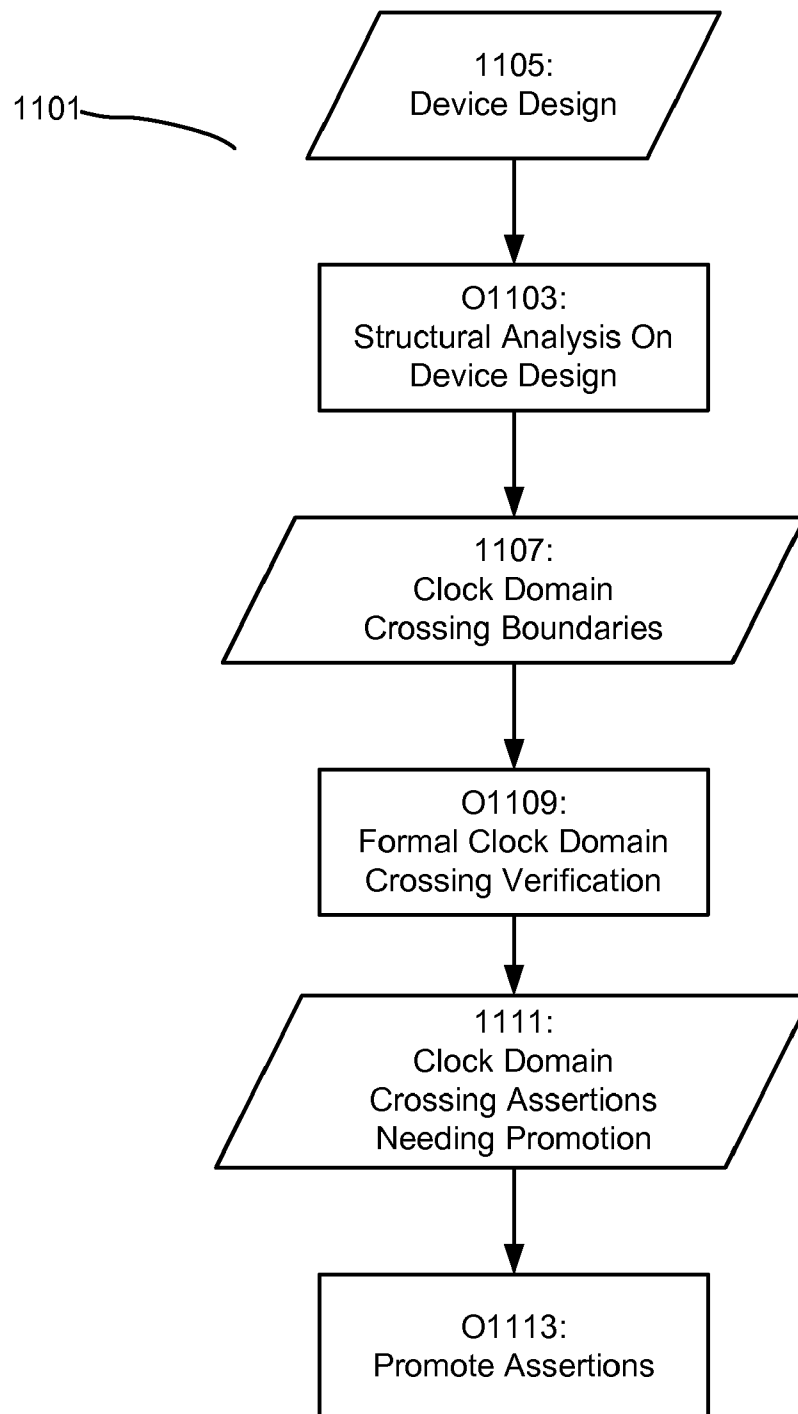 1101
1105:
Device Design
O1103:
Structural Analysis On
Device Design
1107:
Clock Domain
Crossing Boundaries
O1109:
Formal Clock Domain
Crossing Verification
1111:
Clock Domain
Crossing Assertions
Needing Promotion
O1113:
Promote Assertions